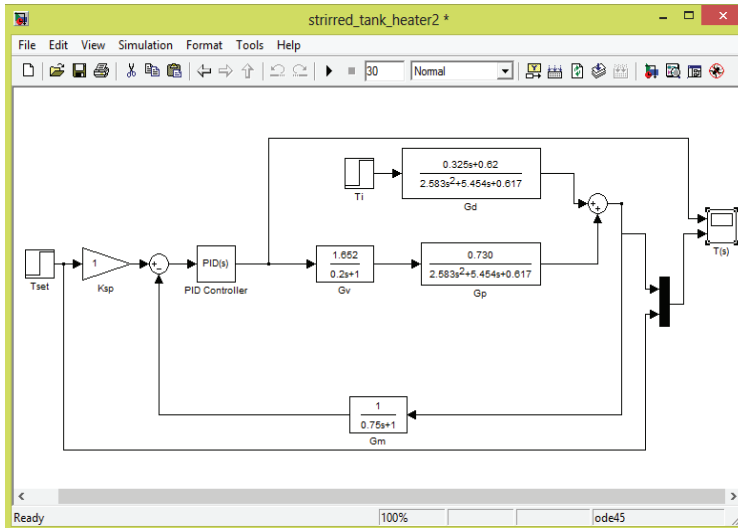 strirred_tank_heater2 *
File Edit View Simulation Format Tools Help
30 Normal
0.325s+0.62
2.583s²+5.454s+0.617
Ti
Gd
+
+
T(s)
Tset
1
Ksp
+
−
PID(s)
PID Controller
1.652
0.2s+1
Gv
0.730
2.583s²+5.454s+0.617
Gp
1
0.75s+1
Gm
Ready 100% ode45